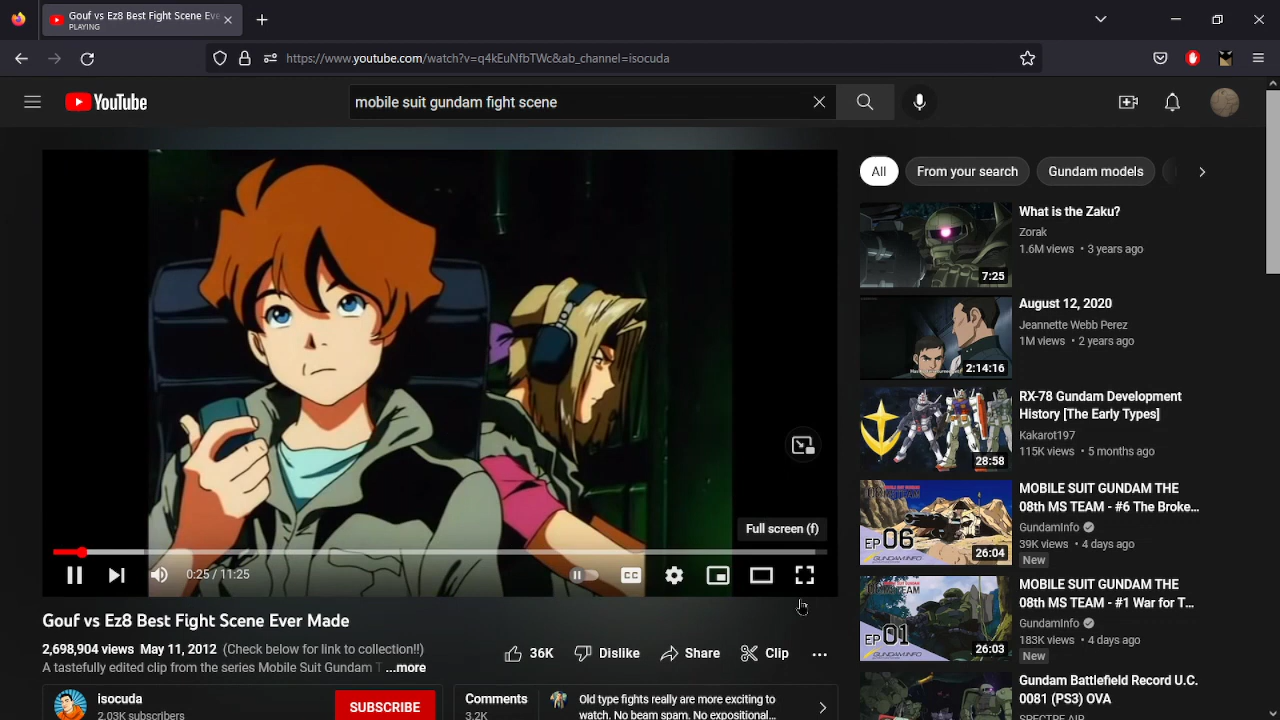 Gouf vs Ez8 Best Fight Scene Eve
PLAYING
https://www.youtube.com/watch?v=q4kEuNfbTWc&ab_channel=isocuda
YouTube
mobile suit gundam fight scene
All
From your search
Gundam models
What is the Zaku?
Zorak
1.6M views • 3 years ago
7:25
August 12, 2020
Jeannette Webb Perez
1M views • 2 years ago
2:14:16
RX-78 Gundam Development
History [The Early Types]
Kakarot197
115K views • 5 months ago
28:58
MOBILE SUIT GUNDAM THE
08th MS TEAM - #6 The Broke...
GundamInfo
39K views • 4 days ago
New
EP 06
GUNDAMINFO
26:04
MOBILE SUIT GUNDAM THE
08th MS TEAM - #1 War for T...
GundamInfo
183K views • 4 days ago
New
EP 01
GUNDAMINFO
26:03
Gundam Battlefield Record U.C.
0081 (PS3) OVA
SPECTRE AIR
Full screen (f)
0:25 / 11:25
CC
Gouf vs Ez8 Best Fight Scene Ever Made
2,698,904 views May 11, 2012 (Check below for link to collection!!)
A tastefully edited clip from the series Mobile Suit Gundam T ...more
36K
Dislike
Share
Clip
isocuda
2.03K subscribers
SUBSCRIBE
Comments
3.2K
Old type fights really are more exciting to
watch. No beam spam. No expositional...